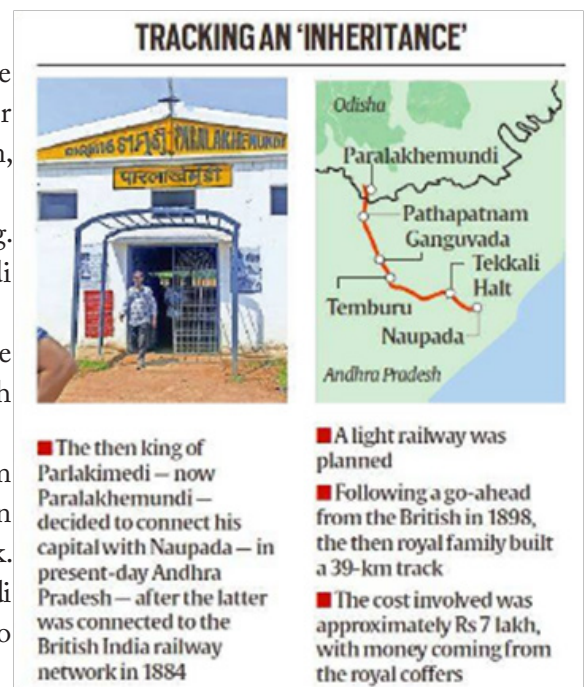 TRACKING AN ‘INHERITANCE’
PARALAKHEMUNDI
पारलाखेमुंडी
Odisha
Paralakhemundi
Pathapatnam
Ganguvada
Tekkali
Halt
Temburu
Naupada
Andhra Pradesh
■ The then king of
Parlakimedi — now
Paralakhemundi —
decided to connect his
capital with Naupada — in
present-day Andhra
Pradesh — after the latter
was connected to the
British India railway
network in 1884
■ A light railway was
planned
■ Following a go-ahead
from the British in 1898,
the then royal family built
a 39-km track
■ The cost involved was
approximately Rs 7 lakh,
with money coming from
the royal coffers